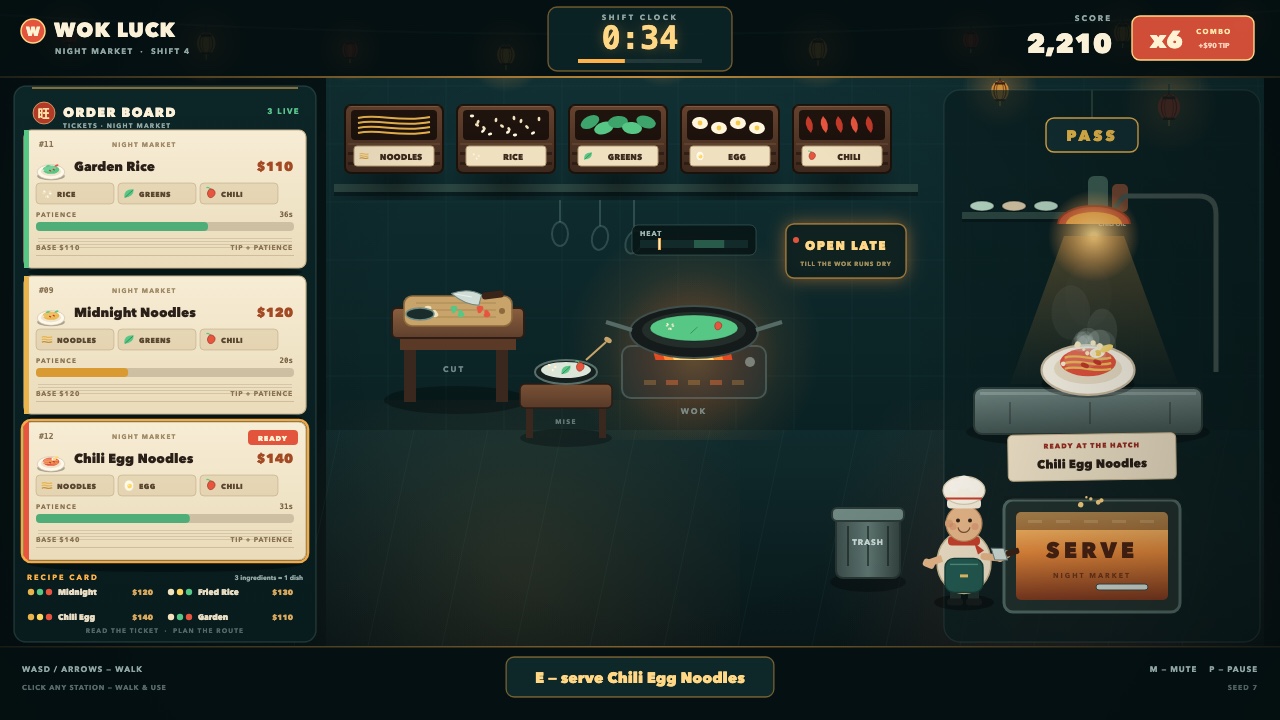 W WOK LUCK
NIGHT MARKET · SHIFT 4
SHIFT CLOCK
0:34
SCORE
2,210
x6
COMBO
+$90 TIP
旺 ORDER BOARD
3 LIVE
TICKETS · NIGHT MARKET
#11
NIGHT MARKET
Garden Rice
$110
RICE
GREENS
CHILI
PATIENCE
36s
BASE $110
TIP + PATIENCE
#09
NIGHT MARKET
Midnight Noodles
$120
NOODLES
GREENS
CHILI
PATIENCE
20s
BASE $120
TIP + PATIENCE
#12
NIGHT MARKET
READY
Chili Egg Noodles
$140
NOODLES
EGG
CHILI
PATIENCE
31s
BASE $140
TIP + PATIENCE
RECIPE CARD
3 ingredients = 1 dish
Midnight $120
Fried Rice $130
Chili Egg $140
Garden $110
READ THE TICKET · PLAN THE ROUTE
NOODLES
RICE
GREENS
EGG
CHILI
HEAT
OPEN LATE
TILL THE WOK RUNS DRY
CUT
MISE
WOK
TRASH
PASS
READY AT THE HATCH
Chili Egg Noodles
SERVE
NIGHT MARKET
WASD / ARROWS — WALK
CLICK ANY STATION — WALK & USE
E — serve Chili Egg Noodles
M — MUTE P — PAUSE
SEED 7